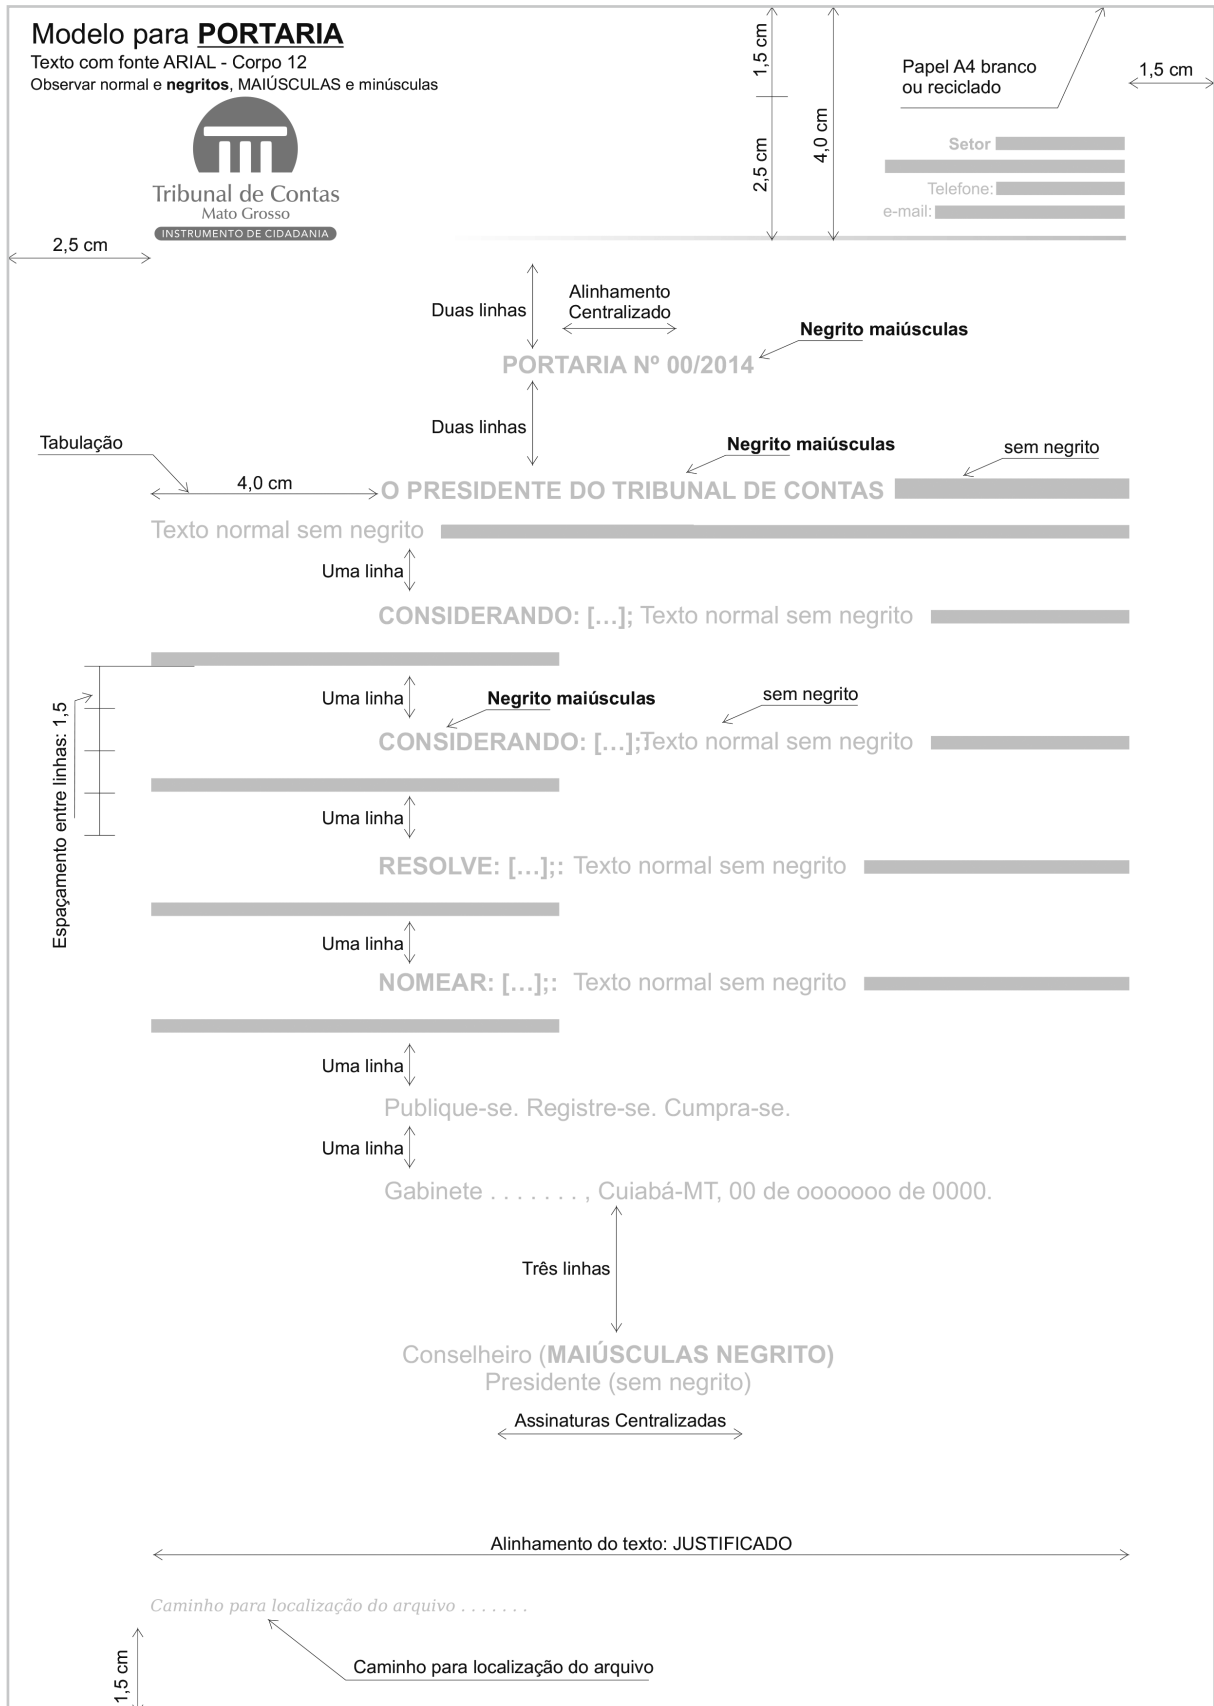 Modelo para PORTARIA
Texto com fonte ARIAL - Corpo 12
Observar normal e negritos, MAIÚSCULAS e minúsculas
1,5 cm
2,5 cm
4,0 cm
Papel A4 branco
ou reciclado
1,5 cm
Tribunal de Contas
Mato Grosso
INSTRUMENTO DE CIDADANIA
Setor
Telefone:
e-mail:
2,5 cm
Duas linhas
Alinhamento
Centralizado
Negrito maiúsculas
PORTARIA Nº 00/2014
Duas linhas
Tabulação
Negrito maiúsculas
sem negrito
4,0 cm
O PRESIDENTE DO TRIBUNAL DE CONTAS
Texto normal sem negrito
Uma linha
CONSIDERANDO: [...]; Texto normal sem negrito
Espaçamento entre linhas: 1,5
Uma linha
Negrito maiúsculas
sem negrito
CONSIDERANDO: [...];:Texto normal sem negrito
Uma linha
RESOLVE: [...];: Texto normal sem negrito
Uma linha
NOMEAR: [...];: Texto normal sem negrito
Uma linha
Publique-se. Registre-se. Cumpra-se.
Uma linha
Gabinete . . . . . . . , Cuiabá-MT, 00 de ooooooo de 0000.
Três linhas
Conselheiro (MAIÚSCULAS NEGRITO)
Presidente (sem negrito)
Assinaturas Centralizadas
Alinhamento do texto: JUSTIFICADO
Caminho para localização do arquivo . . . . . . .
Caminho para localização do arquivo
1,5 cm